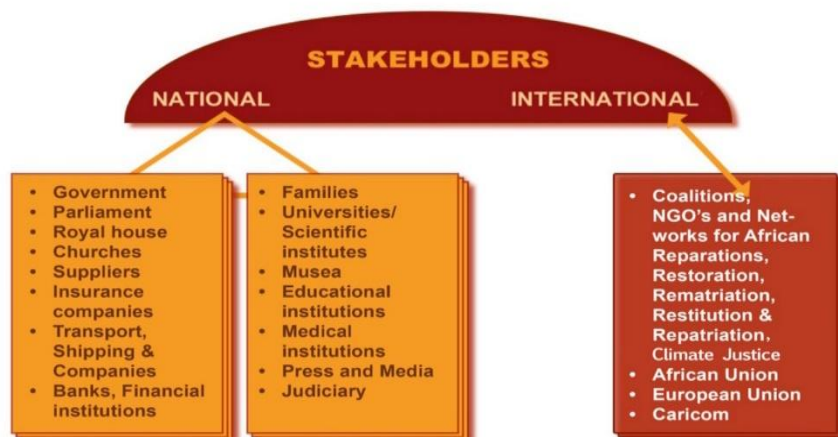 STAKEHOLDERS
NATIONAL
INTERNATIONAL
• Government
• Parliament
• Royal house
• Churches
• Suppliers
• Insurance
companies
• Transport,
Shipping &
Companies
• Banks, Financial
institutions
• Families
• Universities/
Scientific
institutes
• Musea
• Educational
institutions
• Medical
institutions
• Press and Media
• Judiciary
• Coalitions,
NGO's and Net-
works for African
Reparations,
Restoration,
Rematriation,
Restitution &
Repatriation,
Climate Justice
• African Union
• European Union
• Caricom